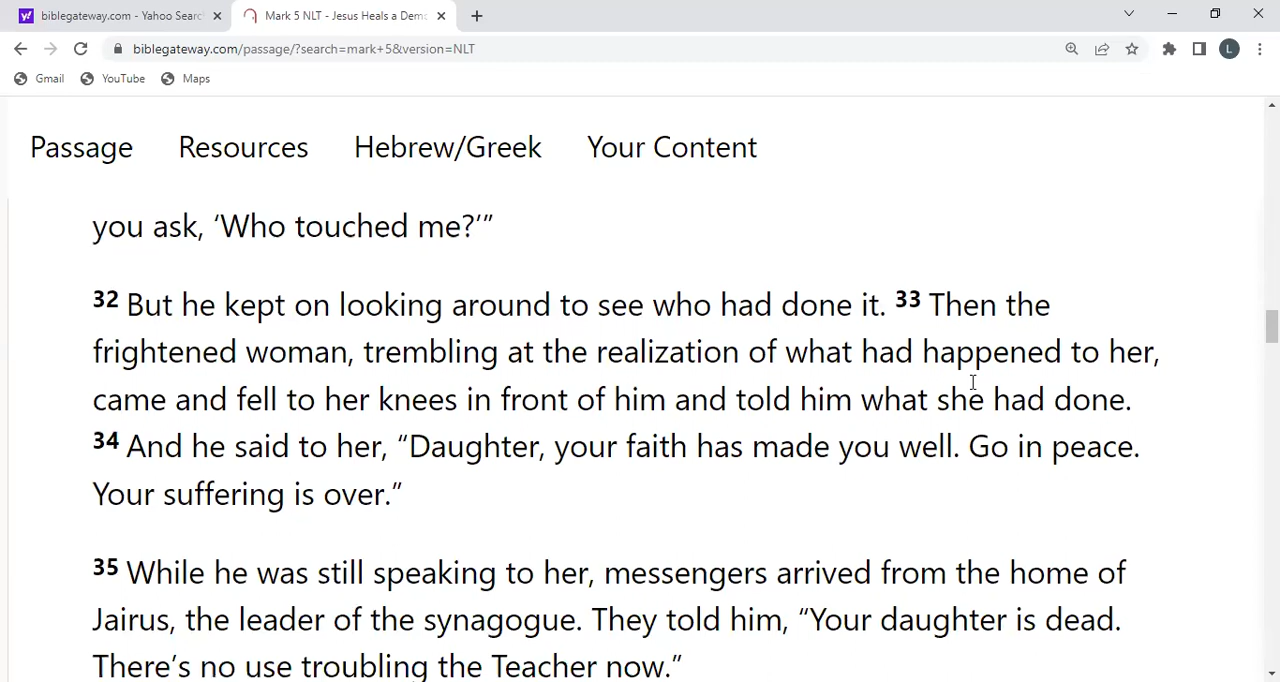 biblegateway.com - Yahoo Searc
Mark 5 NLT - Jesus Heals a Demo
biblegateway.com/passage/?search=mark+5&version=NLT
L
Gmail YouTube Maps
Passage Resources Hebrew/Greek Your Content
you ask, ‘Who touched me?’”
32 But he kept on looking around to see who had done it. 33 Then the
frightened woman, trembling at the realization of what had happened to her,
came and fell to her knees in front of him and told him what she had done.
34 And he said to her, “Daughter, your faith has made you well. Go in peace.
Your suffering is over.”
35 While he was still speaking to her, messengers arrived from the home of
Jairus, the leader of the synagogue. They told him, “Your daughter is dead.
There’s no use troubling the Teacher now.”